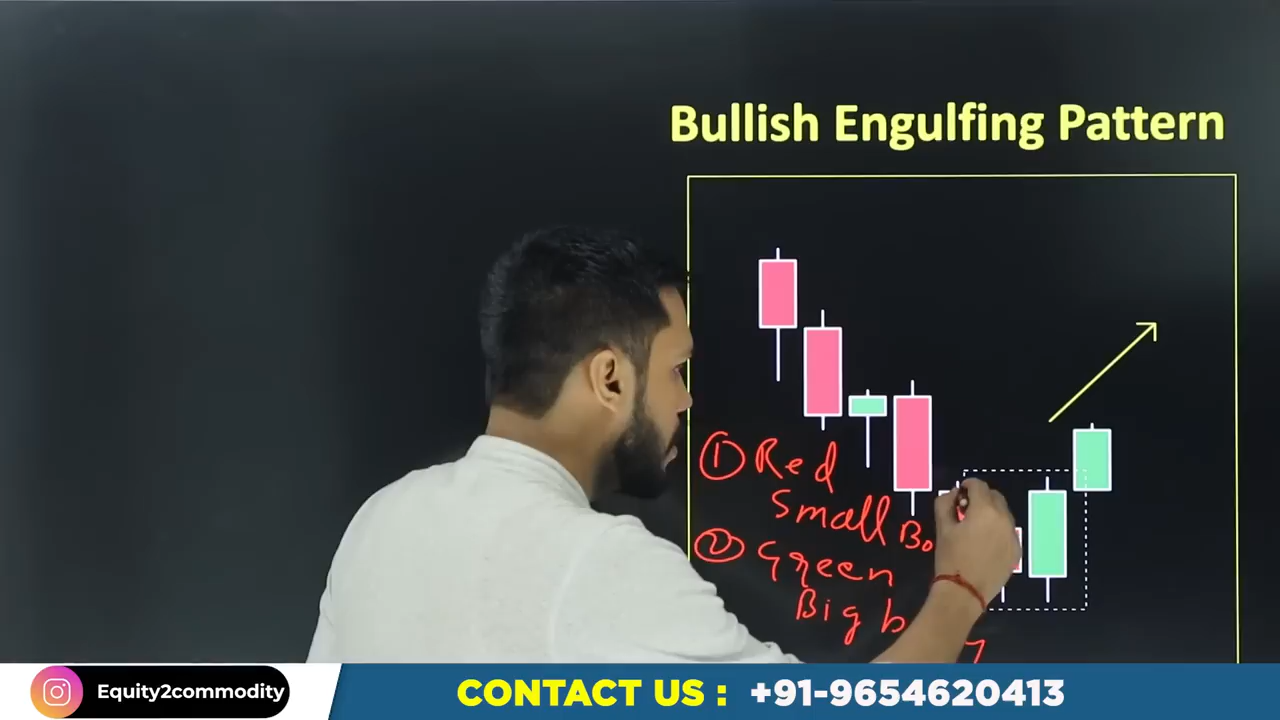 Bullish Engulfing Pattern
① Red
Small Bo
② Green
Big b
Equity2commodity
CONTACT US : +91-9654620413